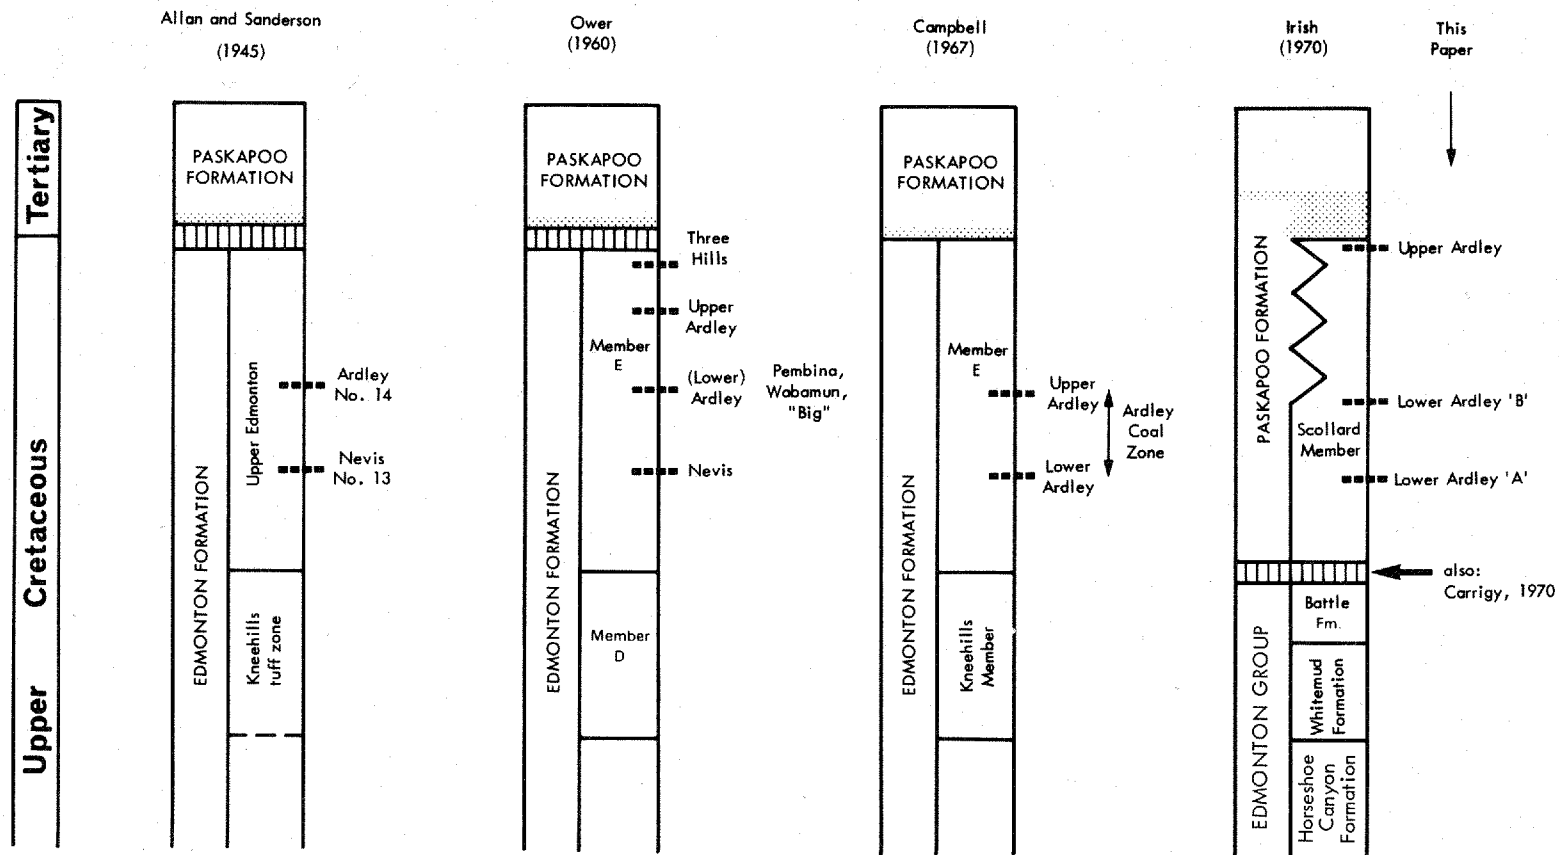 Allan and Sanderson
(1945)
Ower
(1960)
Campbell
(1967)
Irish
(1970)
This
Paper
Tertiary
Upper Cretaceous
PASKAPOO
FORMATION
EDMONTON FORMATION
Upper Edmonton
Kneehills
tuff zone
Ardley
No. 14
Nevis
No. 13
PASKAPOO
FORMATION
EDMONTON FORMATION
Member
E
Member
D
Three
Hills
Upper
Ardley
(Lower)
Ardley
Nevis
Pembina,
Wabamun,
"Big"
PASKAPOO
FORMATION
EDMONTON FORMATION
Member
E
Kneehills
Member
Upper
Ardley
Lower
Ardley
Ardley
Coal
Zone
PASKAPOO FORMATION
Scollard
Member
EDMONTON GROUP
Battle
Fm.
Whitemud
Formation
Horseshoe
Canyon
Formation
Upper Ardley
Lower Ardley 'B'
Lower Ardley 'A'
also:
Carrigy, 1970